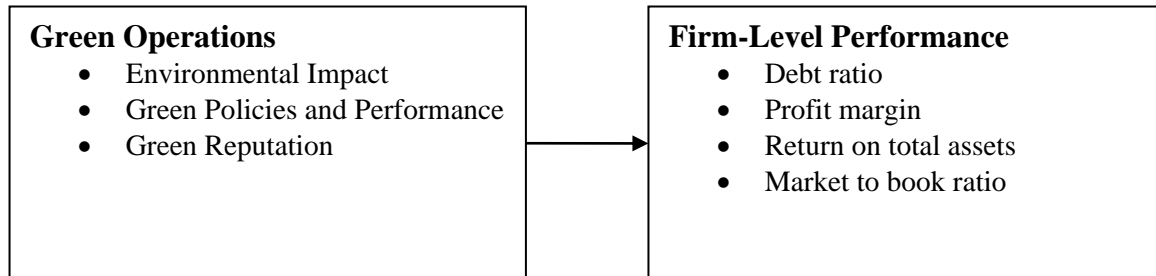 Green Operations
• Environmental Impact
• Green Policies and Performance
• Green Reputation
Firm-Level Performance
• Debt ratio
• Profit margin
• Return on total assets
• Market to book ratio